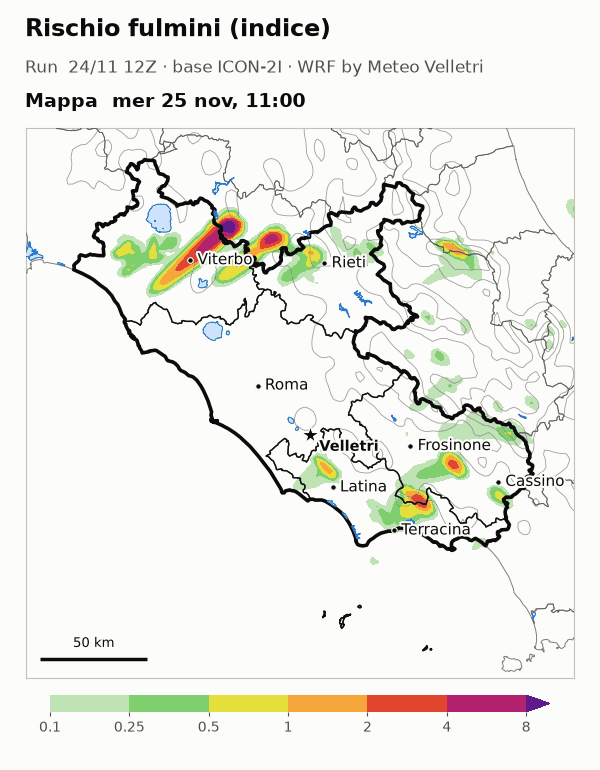 Rischio fulmini (indice)
Run 24/11 12Z · base ICON-2I · WRF by Meteo Velletri
Mappa mer 25 nov, 11:00
Viterbo
Rieti
Roma
Velletri
Frosinone
Latina
Cassino
Terracina
50 km
0.1 0.25 0.5 1 2 4 8